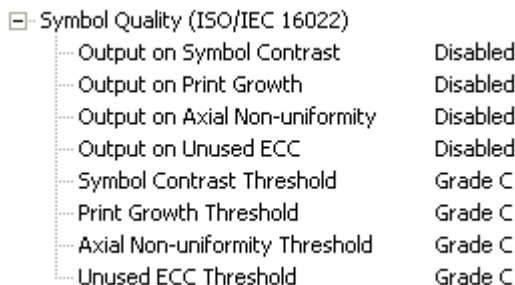 Symbol Quality (ISO/IEC 16022)
Output on Symbol Contrast Disabled
Output on Print Growth Disabled
Output on Axial Non-uniformity Disabled
Output on Unused ECC Disabled
Symbol Contrast Threshold Grade C
Print Growth Threshold Grade C
Axial Non-uniformity Threshold Grade C
Unused ECC Threshold Grade C